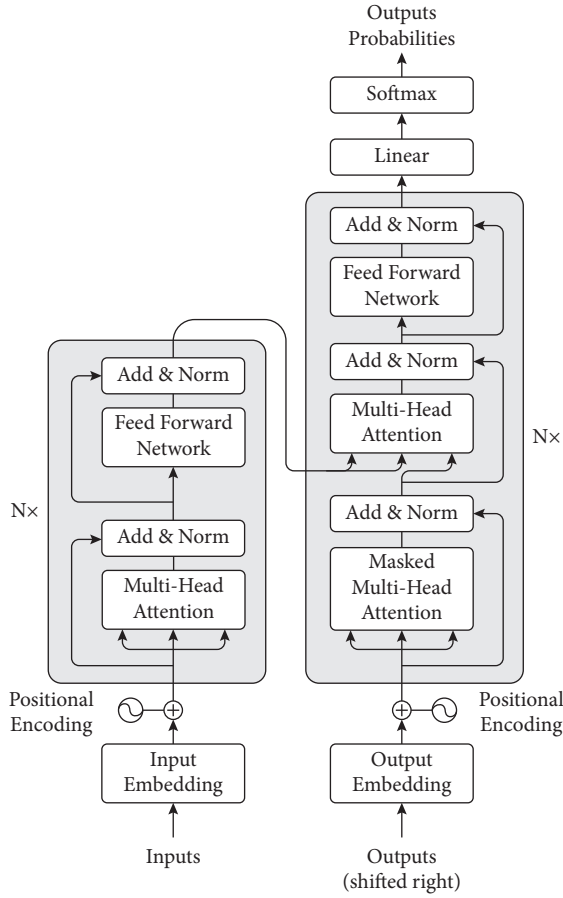 Outputs
Probabilities
Softmax
Linear
Add & Norm
Feed Forward
Network
Add & Norm
Multi-Head
Attention
Nx
Add & Norm
Masked
Multi-Head
Attention
Add & Norm
Feed Forward
Network
Nx
Add & Norm
Multi-Head
Attention
Positional
Encoding
Positional
Encoding
Input
Embedding
Output
Embedding
Inputs
Outputs
(shifted right)